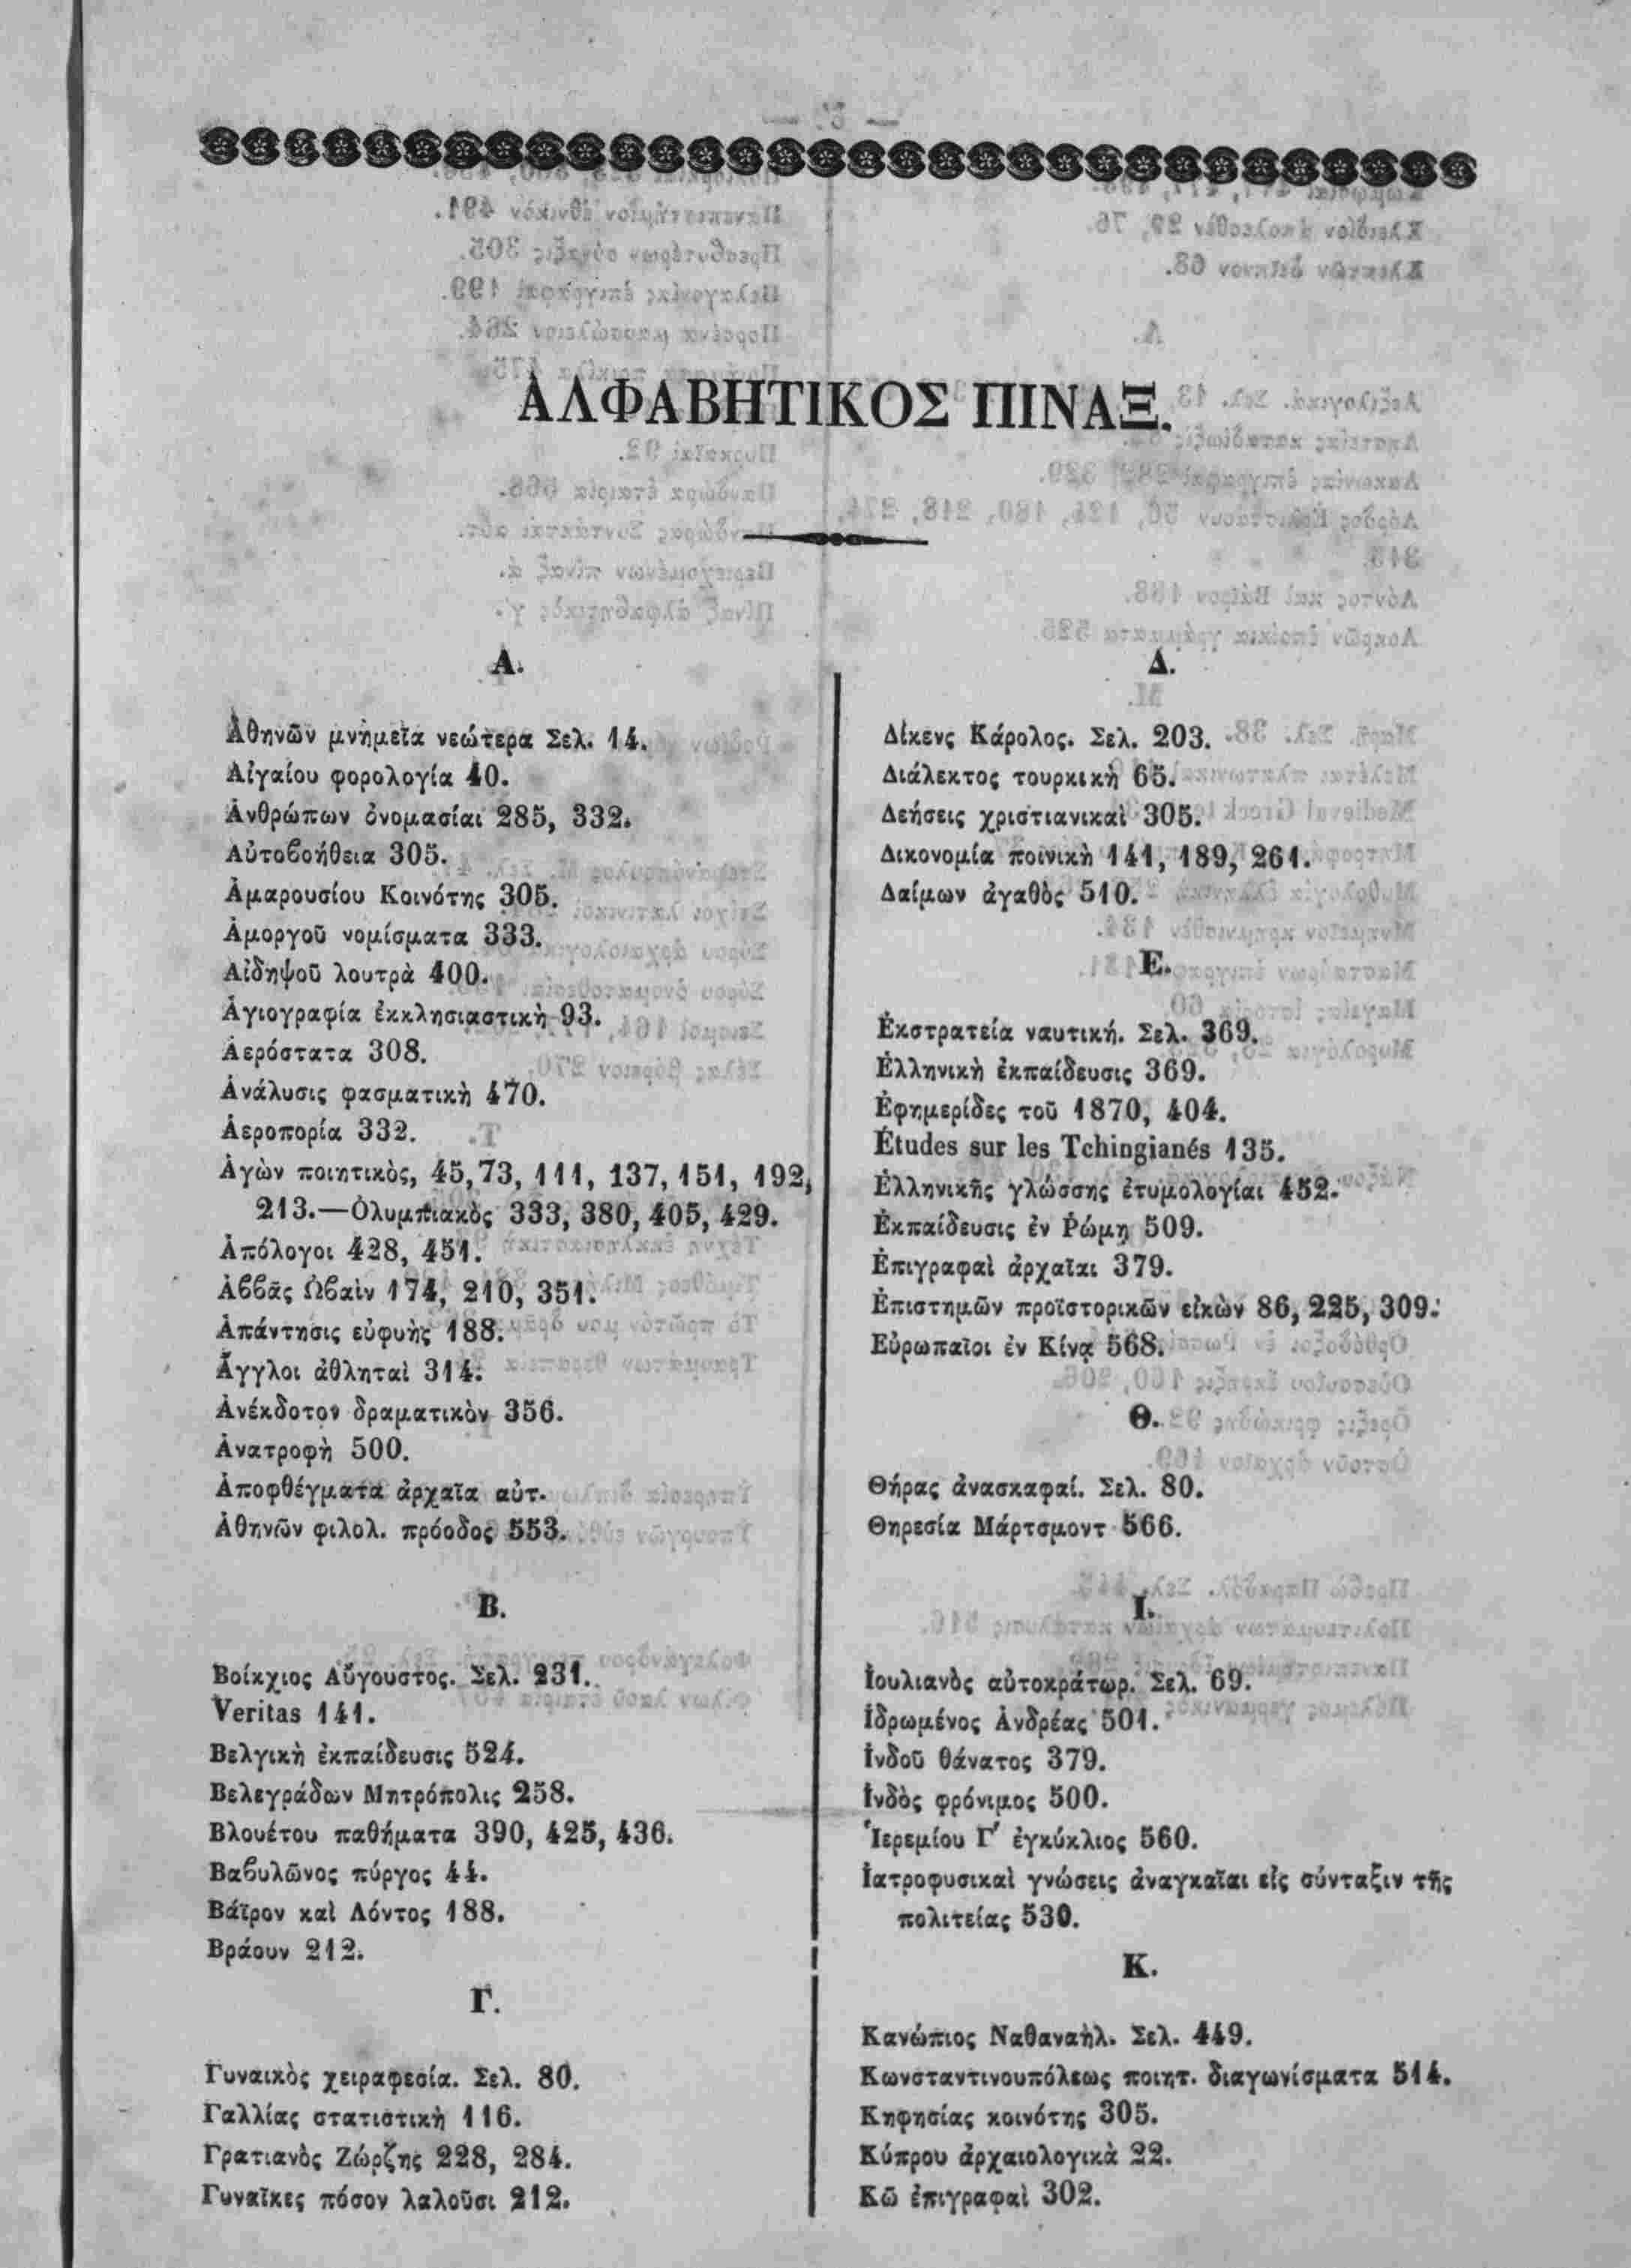 ΑΛΦΑΒΗΤΙΚΟΣ ΠΙΝΑΞ.
Α.
Ἀθηνῶν μνημεῖα νεώτερα Σελ. 14.
Αἰγαίου φορολογία 40.
Ἀνθρώπων ὀνομασίαι 285, 332.
Αὐτοβοήθεια 305.
Ἀμαρουσίου Κοινότης 305.
Ἀμοργοῦ νομίσματα 333.
Αἰδηψοῦ λουτρὰ 400.
Ἁγιογραφία ἐκκλησιαστικὴ 93.
Ἀερόστατα 308.
Ἀνάλυσις φασματικὴ 470.
Ἀεροπορία 332.
Ἀγὼν ποιητικὸς, 45, 73, 111, 137, 151, 192,
213.—Ὀλυμπιακὸς 333, 380, 405, 429.
Ἀπόλογοι 428, 451.
Ἀββᾶς Ὠβαὶν 174, 210, 351.
Ἀπάντησις εὐφυὴς 188.
Ἄγγλοι ἀθληταὶ 314.
Ἀνέκδοτον δραματικὸν 356.
Ἀνατροφὴ 500.
Ἀποφθέγματα ἀρχαῖα αὐτ.
Ἀθηνῶν φιλολ. πρόοδος 553.
Β.
Βοίκχιος Αὔγουστος. Σελ. 231.
Veritas 141.
Βελγικὴ ἐκπαίδευσις 524.
Βελεγράδων Μητρόπολις 258.
Βλουέτου παθήματα 390, 425, 436.
Βαβυλῶνος πύργος 44.
Βάϊρον καὶ Λόντος 188.
Βράουν 212.
Γ.
Γυναικὸς χειραφεσία. Σελ. 80.
Γαλλίας στατιστικὴ 116.
Γρατιανὸς Ζώρζης 228, 284.
Γυναῖκες πόσον λαλοῦσι 212.
Δ.
Δίκενς Κάρολος. Σελ. 203.
Διάλεκτος τουρκικὴ 65.
Δεήσεις χριστιανικαὶ 305.
Δικονομία ποινικὴ 141, 189, 261.
Δαίμων ἀγαθὸς 510.
Ε.
Ἐκστρατεία ναυτική. Σελ. 369.
Ἑλληνικὴ ἐκπαίδευσις 369.
Ἐφημερίδες τοῦ 1870, 404.
Études sur les Tchingianés 135.
Ἑλληνικῆς γλώσσης ἐτυμολογίαι 452.
Ἐκπαίδευσις ἐν Ῥώμῃ 509.
Ἐπιγραφαὶ ἀρχαῖαι 379.
Ἐπιστημῶν προϊστορικῶν εἰκὼν 86, 225, 309.
Εὐρωπαῖοι ἐν Κίνᾳ 568.
Θ.
Θήρας ἀνασκαφαί. Σελ. 80.
Θηρεσία Μάρτσμοντ 566.
Ι.
Ἰουλιανὸς αὐτοκράτωρ. Σελ. 69.
Ἱδρωμένος Ἀνδρέας 501.
Ἰνδοῦ θάνατος 379.
Ἰνδὸς φρόνιμος 500.
Ἱερεμίου Γ΄ ἐγκύκλιος 560.
Ἰατροφυσικαὶ γνώσεις ἀναγκαῖαι εἰς σύνταξιν τῆς
πολιτείας 530.
Κ.
Κανώπιος Ναθαναὴλ. Σελ. 449.
Κωνσταντινουπόλεως ποιητ. διαγωνίσματα 514.
Κηφησίας κοινότης 305.
Κύπρου ἀρχαιολογικὰ 22.
Κῶ ἐπιγραφαὶ 302.